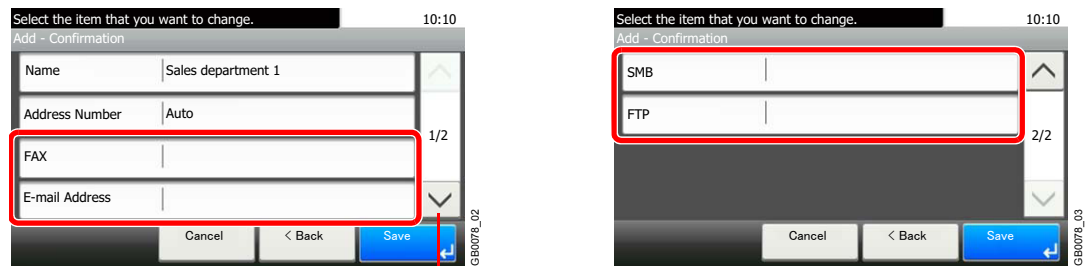 Select the item that you want to change. 10:10
Add - Confirmation
Name Sales department 1
Address Number Auto
1/2
FAX
E-mail Address
Cancel < Back Save
GB0078_02
Select the item that you want to change. 10:10
Add - Confirmation
SMB
FTP
2/2
Cancel < Back Save
GB0078_03